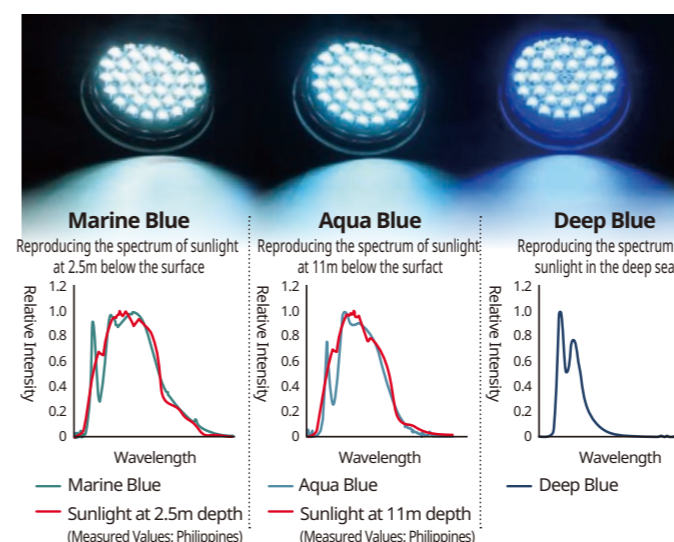 Marine Blue
Reproducing the spectrum of sunlight
at 2.5m below the surface
Relative Intensity
1.2
1.0
0.8
0.6
0.4
0.2
0
Wavelength
Marine Blue
Sunlight at 2.5m depth
(Measured Values: Philippines)
Aqua Blue
Reproducing the spectrum of sunlight
at 11m below the surfact
Relative Intensity
1.2
1.0
0.8
0.6
0.4
0.2
0
Wavelength
Aqua Blue
Sunlight at 11m depth
(Measured Values: Philippines)
Deep Blue
Reproducing the spectrum
sunlight in the deep sea
Relative Intensity
1.2
1.0
0.8
0.6
0.4
0.2
0
Wavelength
Deep Blue